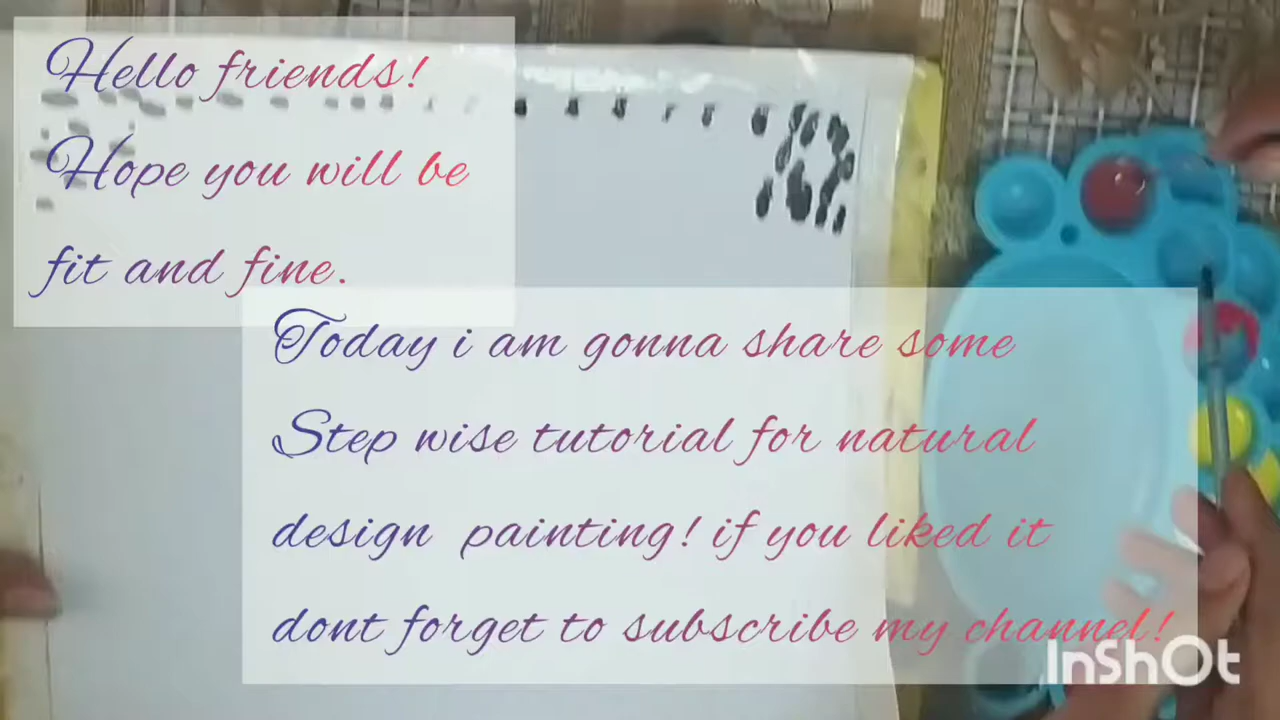 Hello friends!
Hope you will be
fit and fine.
Today i am gonna share some
Step wise tutorial for natural
design painting! if you liked it
dont forget to subscribe my channel!
InShOt